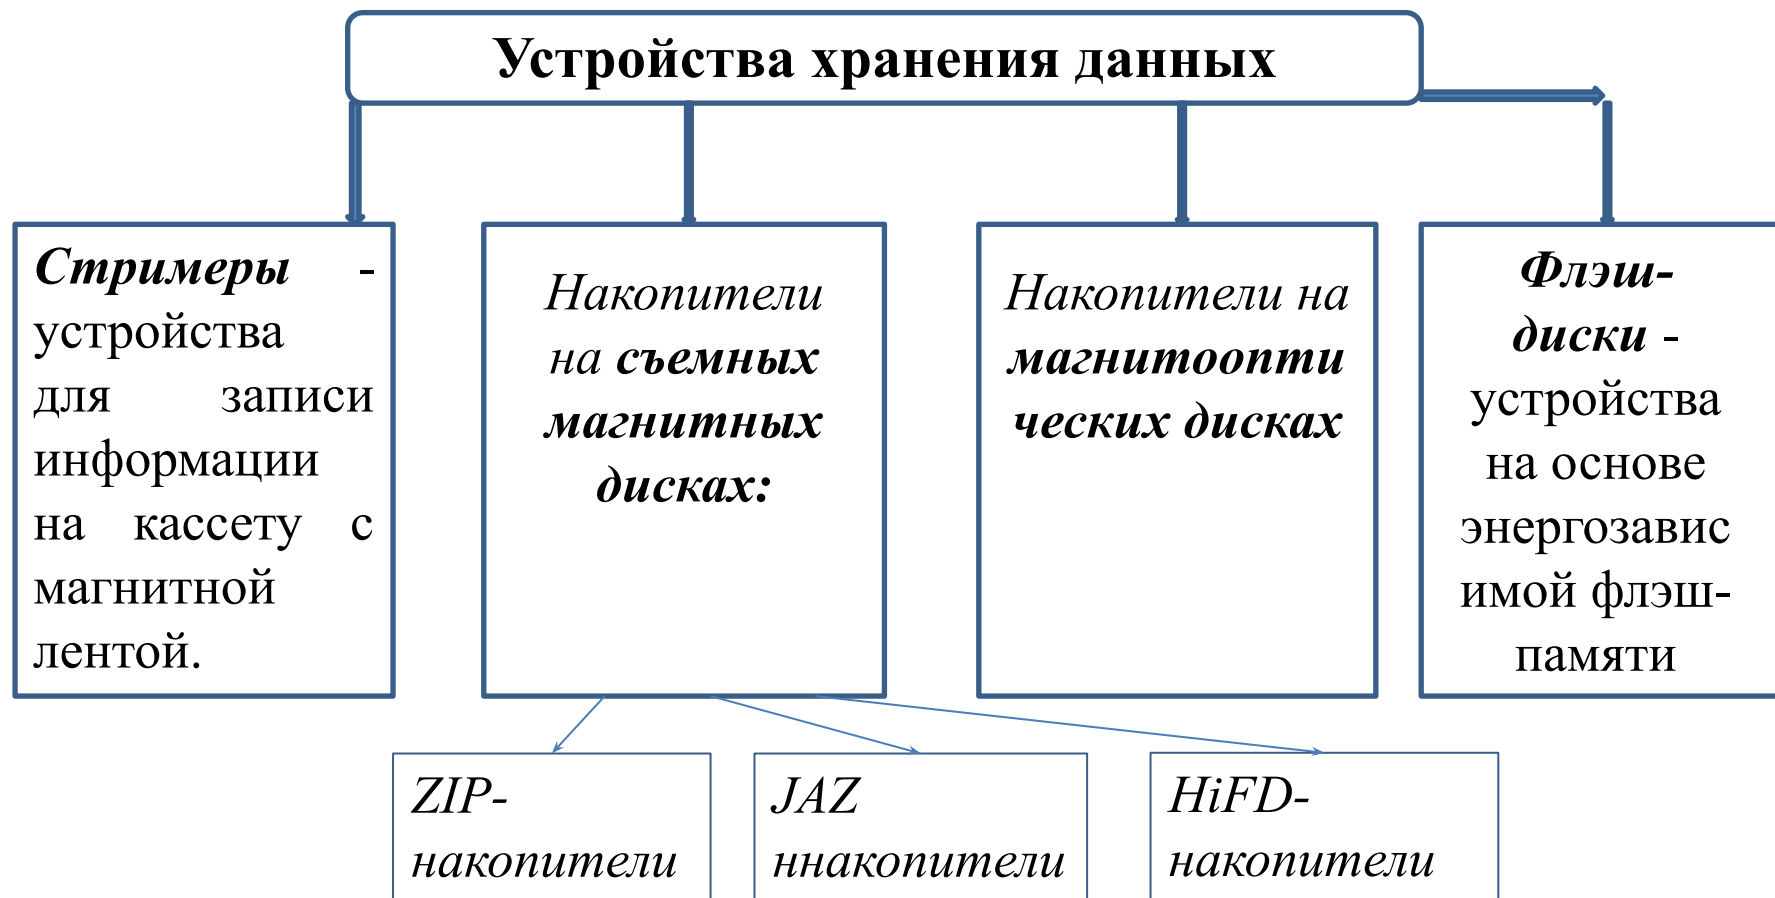 Устройства хранения данных
Стримеры -
устройства
для записи
информации
на кассету с
магнитной
лентой.
Накопители
на съемных
магнитных
дисках:
Накопители на
магнитоопти
ческих дисках
Флэш-
диски -
устройства
на основе
энергозавис
имой флэш-
памяти
ZIP-
накопители
JAZ
ннакопители
HiFD-
накопители